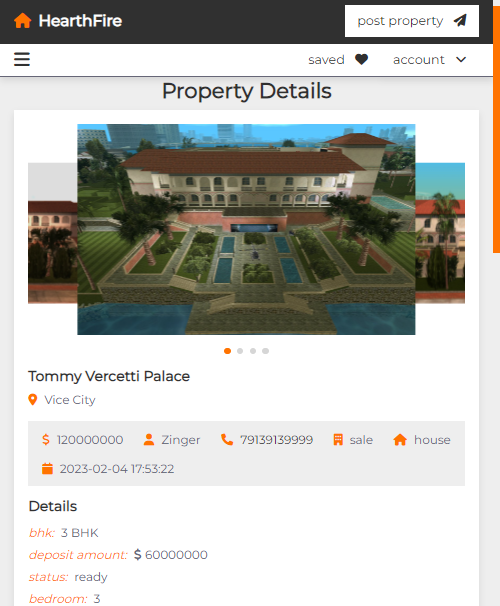 HearthFire
post property
saved
account
Property Details
Tommy Vercetti Palace
Vice City
$ 120000000 Zinger 79139139999 sale house
2023-02-04 17:53:22
Details
bhk: 3 BHK
deposit amount: $ 60000000
status: ready
bedroom: 3